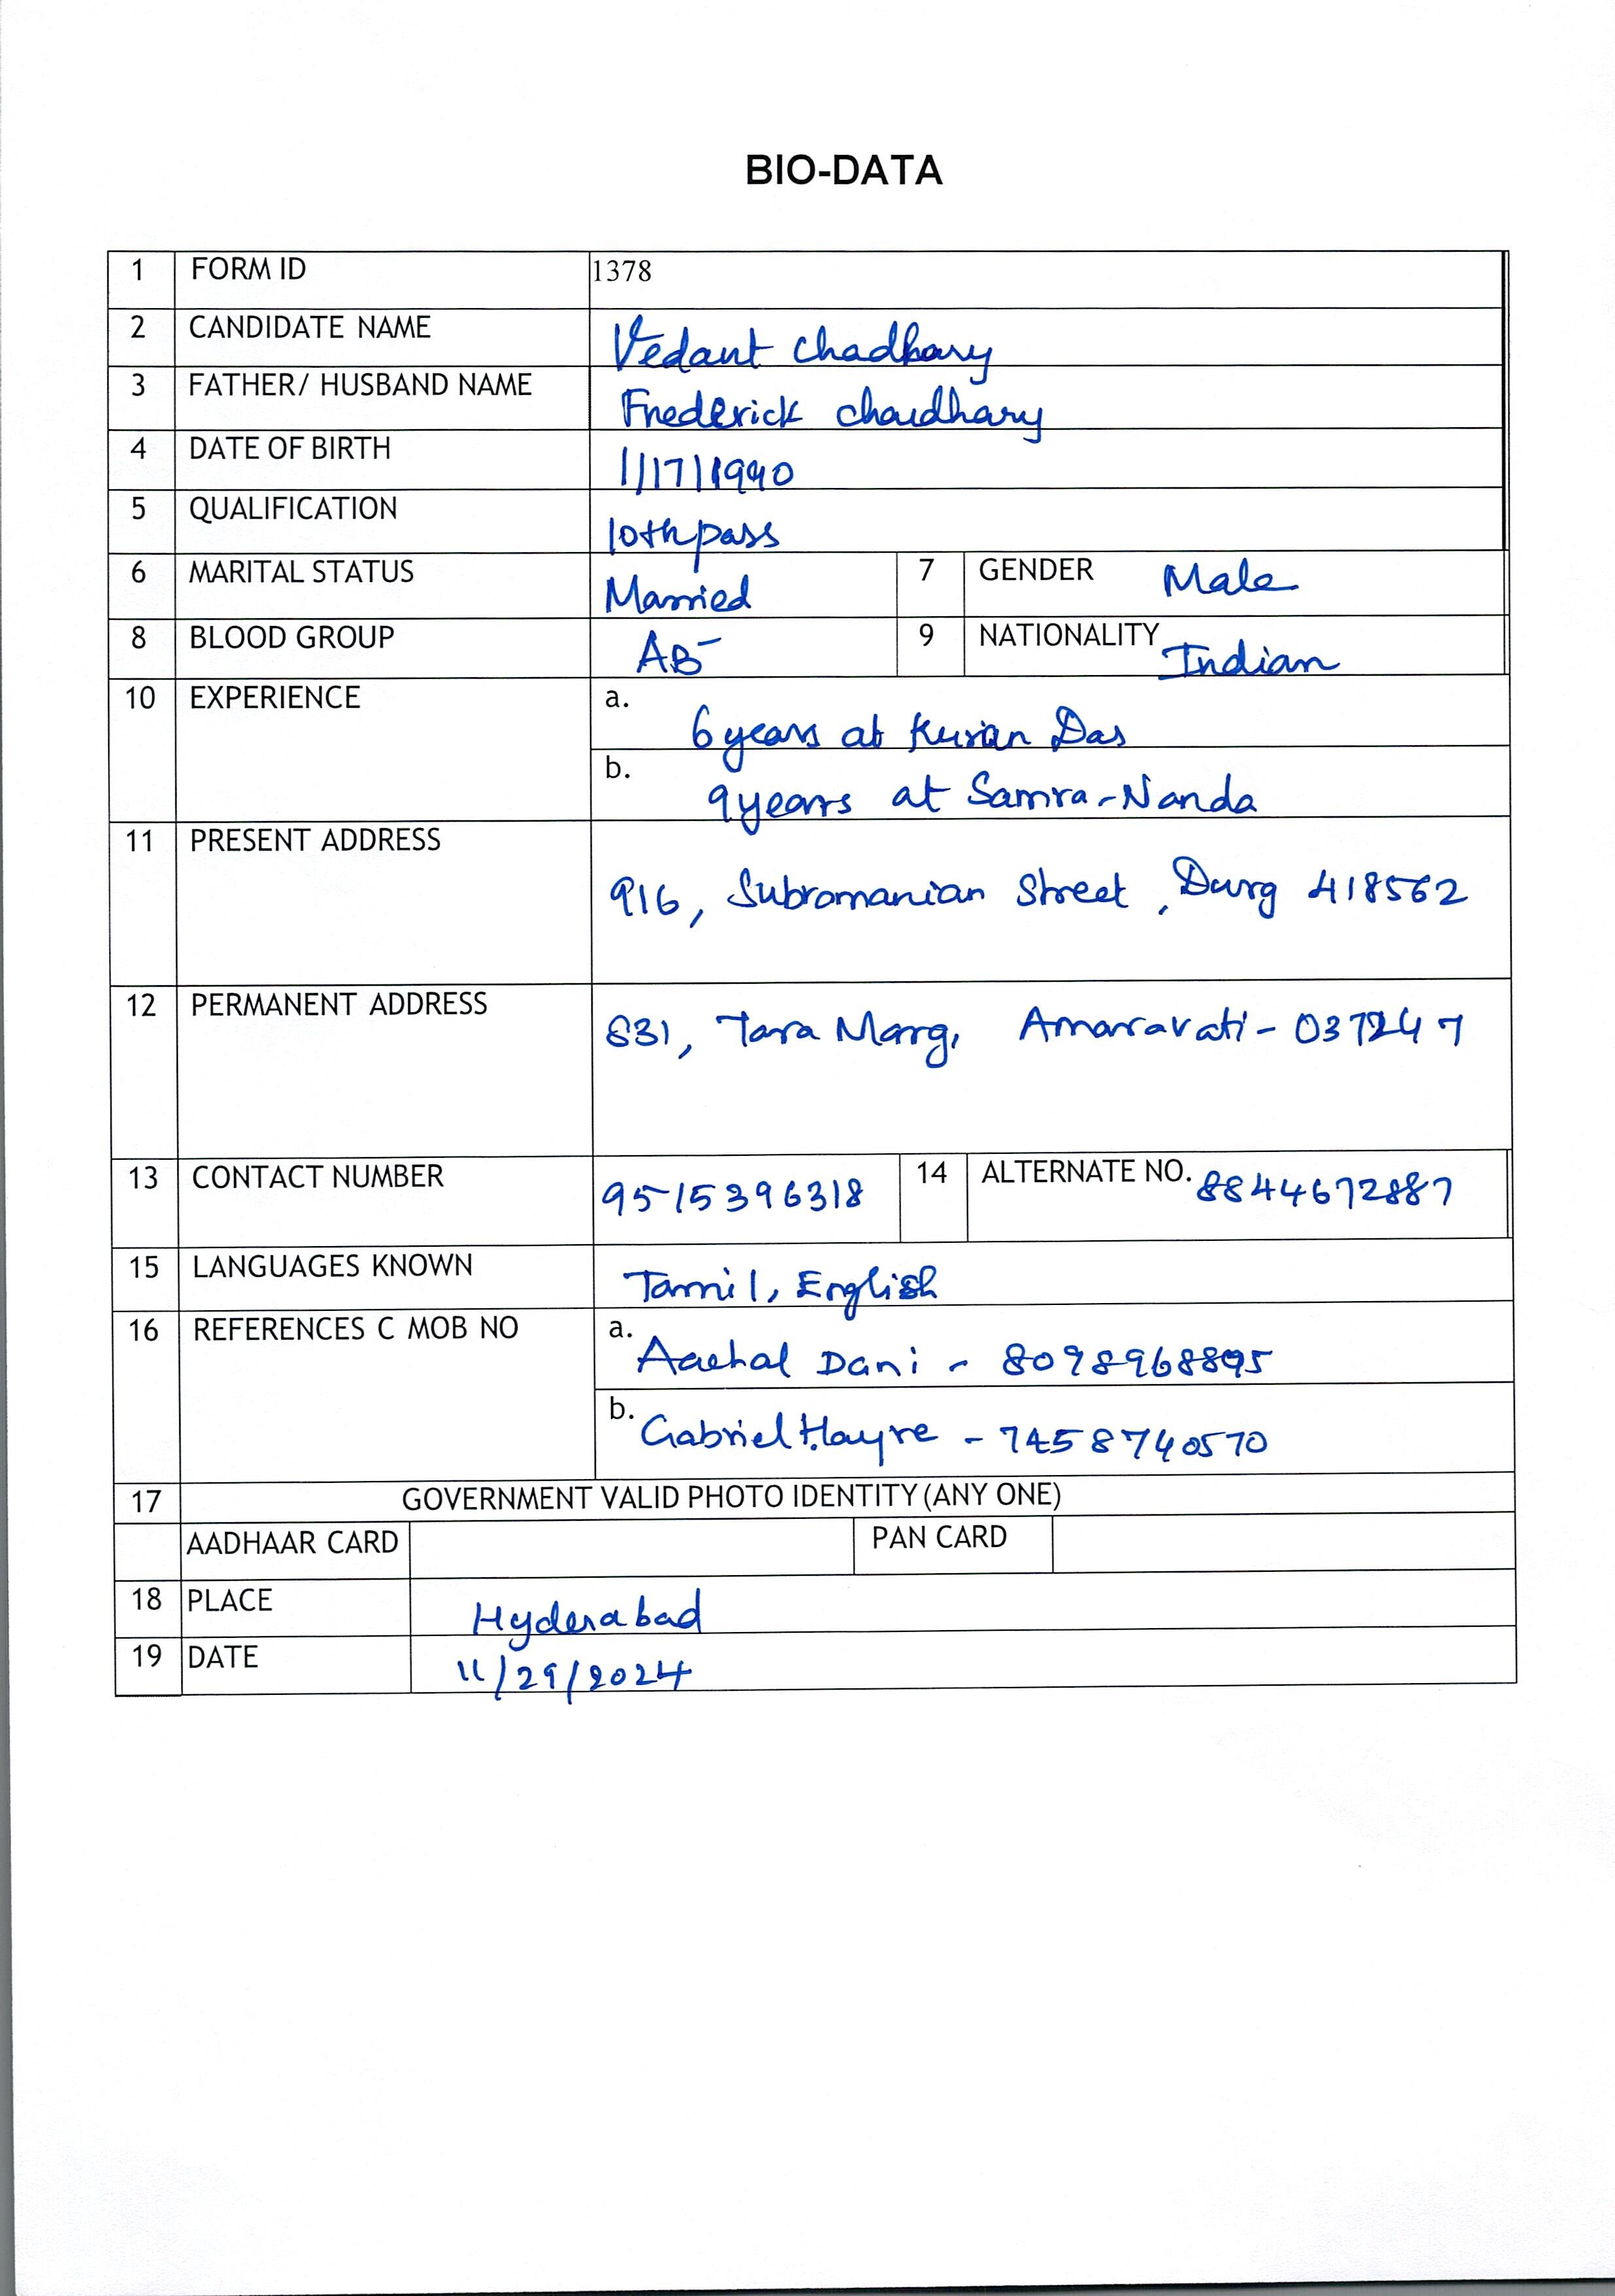 BIO-DATA
1 FORM ID 1378
2 CANDIDATE NAME Vedant Chadhary
3 FATHER/ HUSBAND NAME Frederick chaudhary
4 DATE OF BIRTH 1/17/1990
5 QUALIFICATION 10th pass
6 MARITAL STATUS Married 7 GENDER Male
8 BLOOD GROUP AB- 9 NATIONALITY Indian
10 EXPERIENCE a. 6 years at Kurian Das
b. 9 years at Samra-Nanda
11 PRESENT ADDRESS
916, Subromanian Street, Durg 418562
12 PERMANENT ADDRESS 831, Tara Marg, Amaravati-
13 CONTACT NUMBER 9515396318 14 ALTERNATE NO. 8844672887
15 LANGUAGES KNOWN Tamil, English
16 REFERENCES C MOB NO a. Aachal Dani - 8098968895
b. Gabriel Hayre - 7458740570
17 GOVERNMENT VALID PHOTO IDENTITY (ANY ONE)
AADHAAR CARD PAN CARD
18 PLACE Hyderabad
19 DATE 11/29/2024